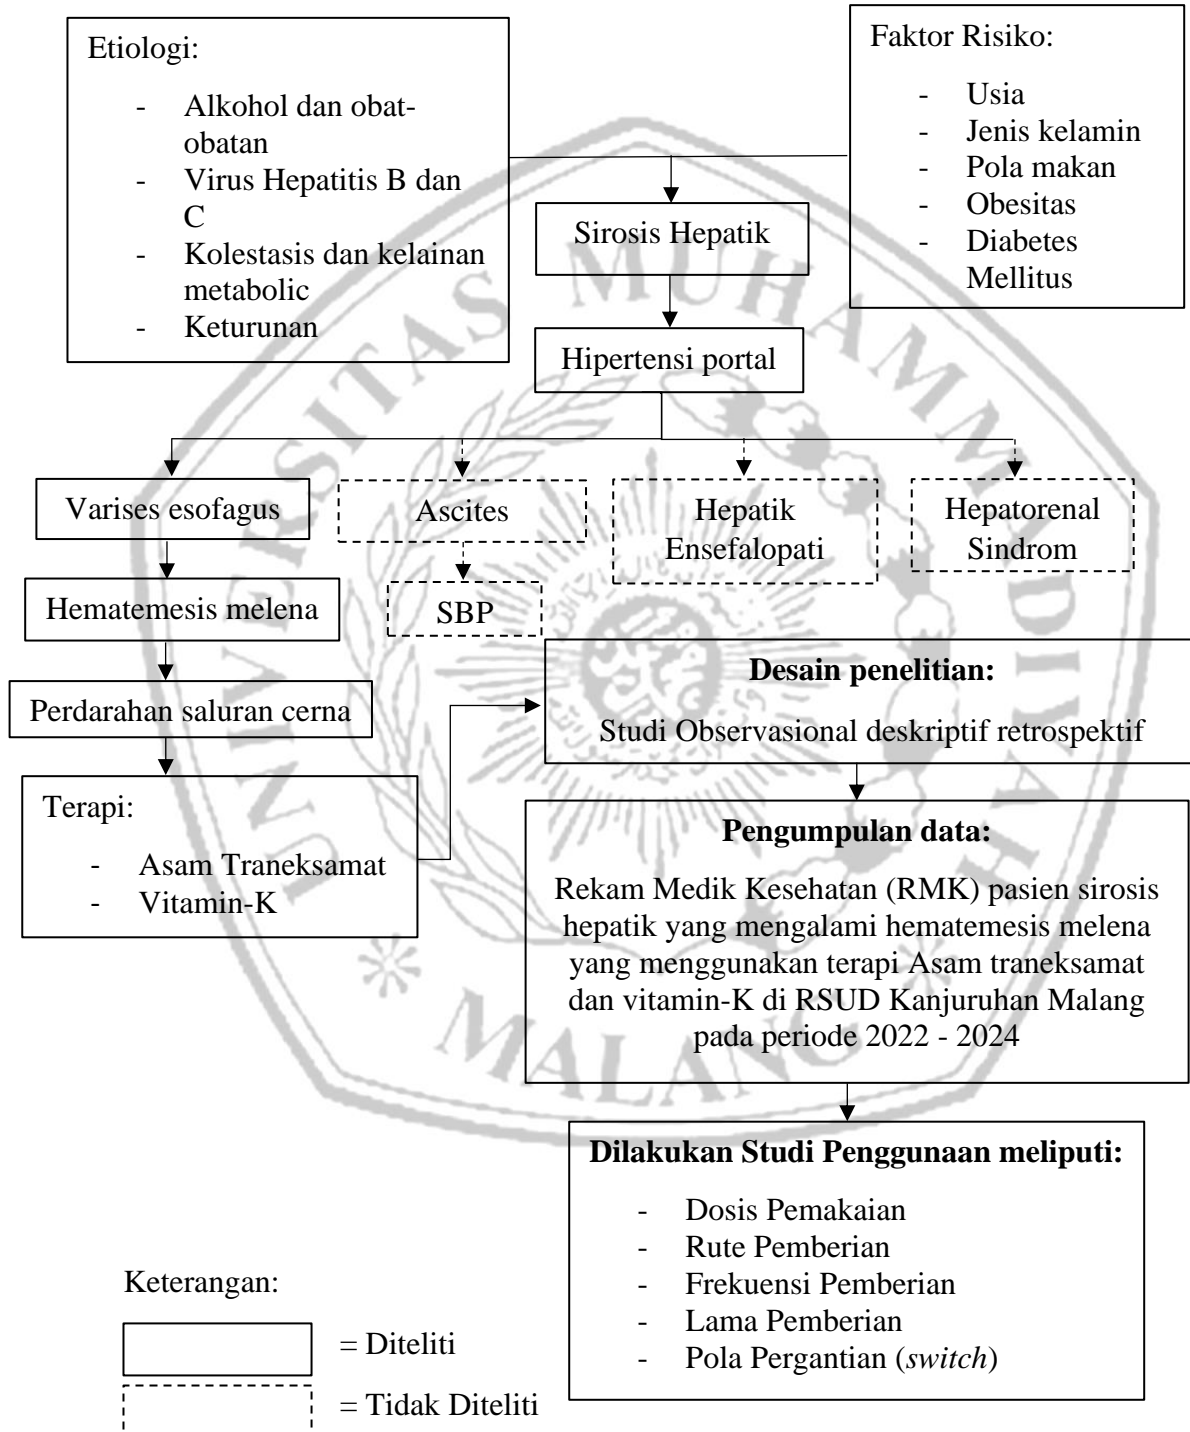 Etiologi:
- Alkohol dan obat-
obatan
- Virus Hepatitis B dan
C
- Kolestasis dan kelainan
metabolic
- Keturunan
Faktor Risiko:
- Usia
- Jenis kelamin
- Pola makan
- Obesitas
- Diabetes
Mellitus
Sirosis Hepatik
Hipertensi portal
Varises esofagus
Ascites
Hepatik
Ensefalopati
Hepatorenal
Sindrom
Hematemesis melena
SBP
Perdarahan saluran cerna
Terapi:
- Asam Traneksamat
- Vitamin-K
Desain penelitian:
Studi Observasional deskriptif retrospektif
Pengumpulan data:
Rekam Medik Kesehatan (RMK) pasien sirosis
hepatik yang mengalami hematemesis melena
yang menggunakan terapi Asam traneksamat
dan vitamin-K di RSUD Kanjuruhan Malang
pada periode 2022 - 2024
Dilakukan Studi Penggunaan meliputi:
- Dosis Pemakaian
- Rute Pemberian
- Frekuensi Pemberian
- Lama Pemberian
- Pola Pergantian (switch)
Keterangan:
= Diteliti
= Tidak Diteliti
UNIVERSITAS MUHAMMADIYAH
MALANG